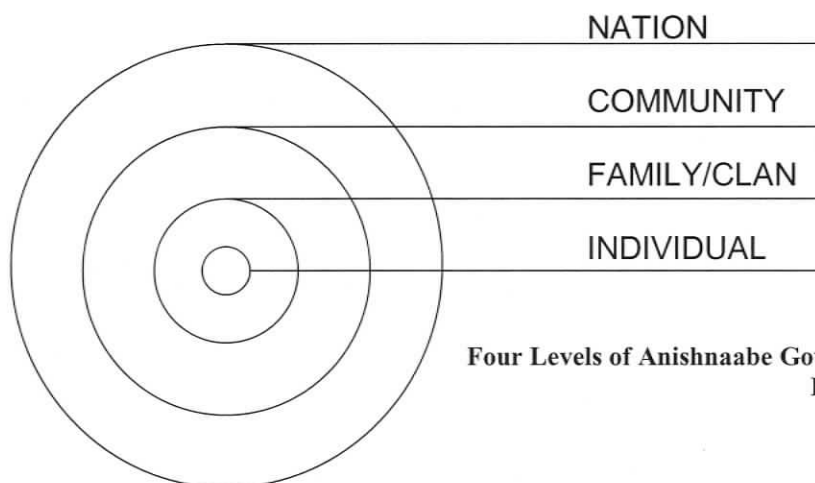 NATION
COMMUNITY
FAMILY/CLAN
INDIVIDUAL
Four Levels of Anishnaabe